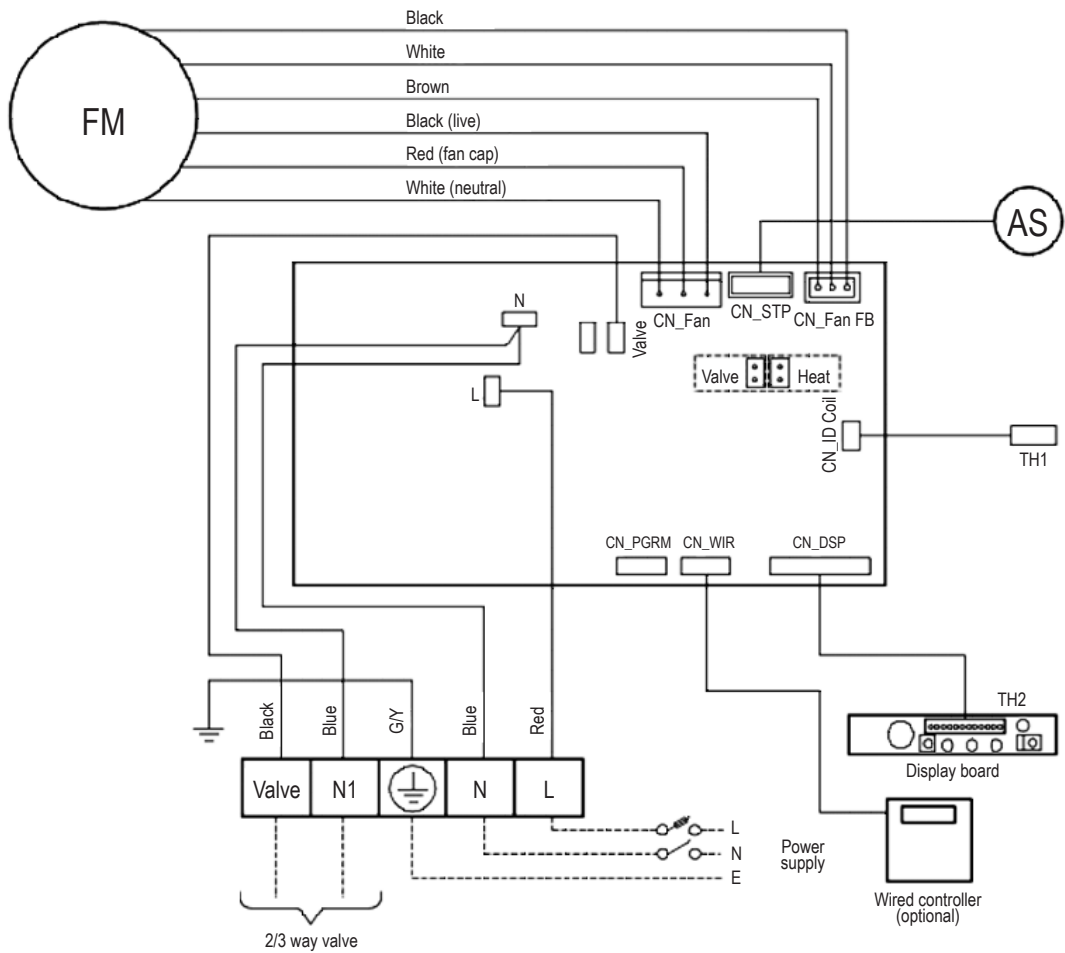 Black
White
Brown
FM
Black (live)
Red (fan cap)
White (neutral)
AS
N
Valve
CN_Fan
CN_STP
CN_Fan FB
Valve
Heat
L
CN_ID Coil
TH1
CN_PGRM
CN_WIR
CN_DSP
Black
Blue
G/Y
Blue
Red
TH2
Display board
Valve
N1
N
L
L
N
E
Power
supply
Wired controller
(optional)
2/3 way valve